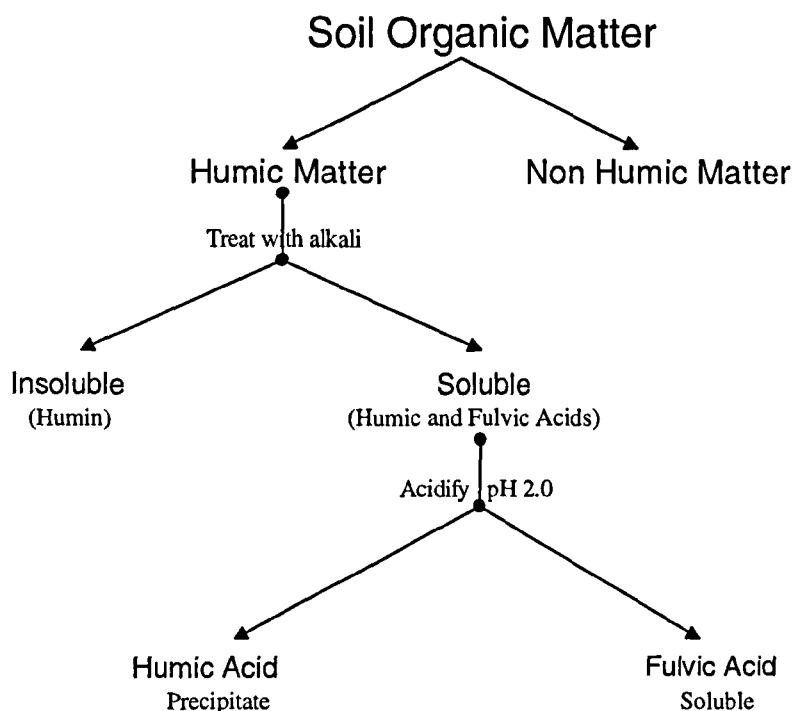 Soil Organic Matter
Humic Matter
Non Humic Matter
Treat with alkali
Insoluble
(Humin)
Soluble
(Humic and Fulvic Acids)
Acidify pH 2.0
Humic Acid
Precipitate
Fulvic Acid
Soluble